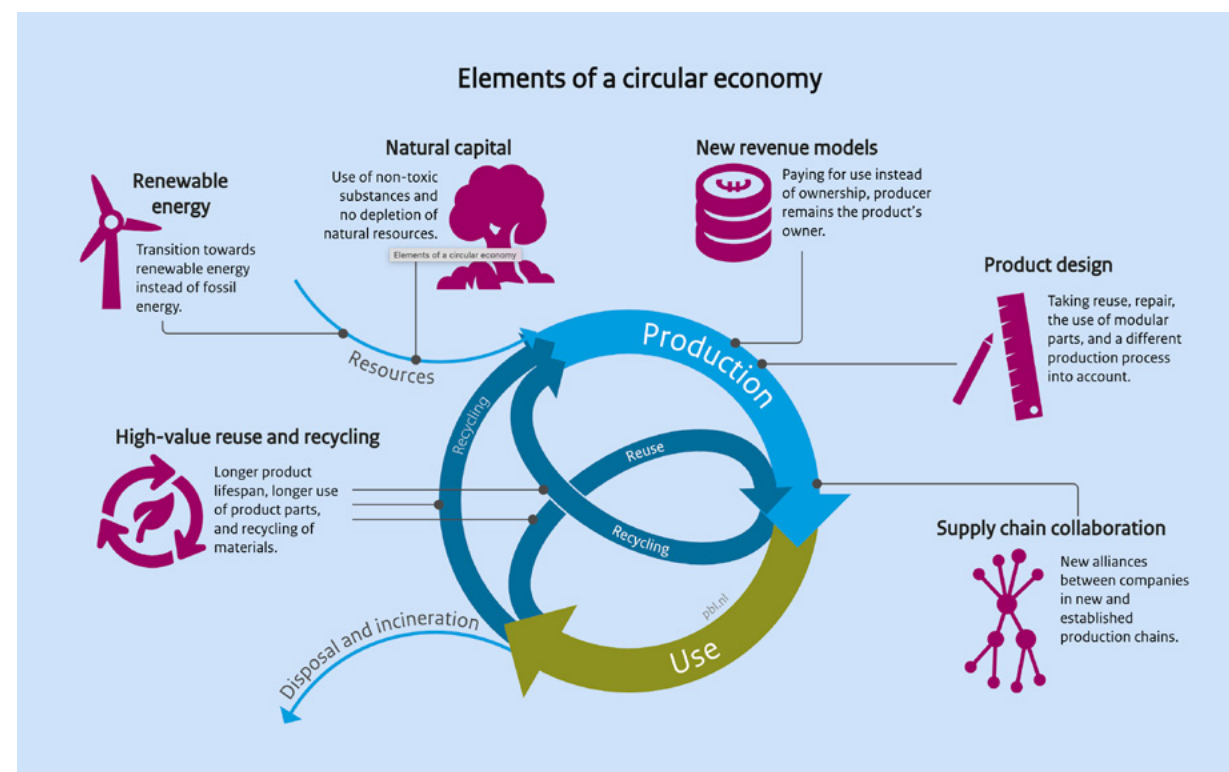 Elements of a circular economy
Renewable
energy
Transition towards
renewable energy
instead of fossil
energy.
Natural capital
Use of non-toxic
substances and
no depletion of
natural resources.
Elements of a circular economy
New revenue models
Paying for use instead
of ownership, producer
remains the product's
owner.
Product design
Taking reuse, repair,
the use of modular
parts, and a different
production process
into account.
Resources
Production
High-value reuse and recycling
Longer product
lifespan, longer use
of product parts,
and recycling of
materials.
Recycling
Reuse
Recycling
Supply chain collaboration
New alliances
between companies
in new and
established
production chains.
pbl.nl
Use
Disposal and incineration